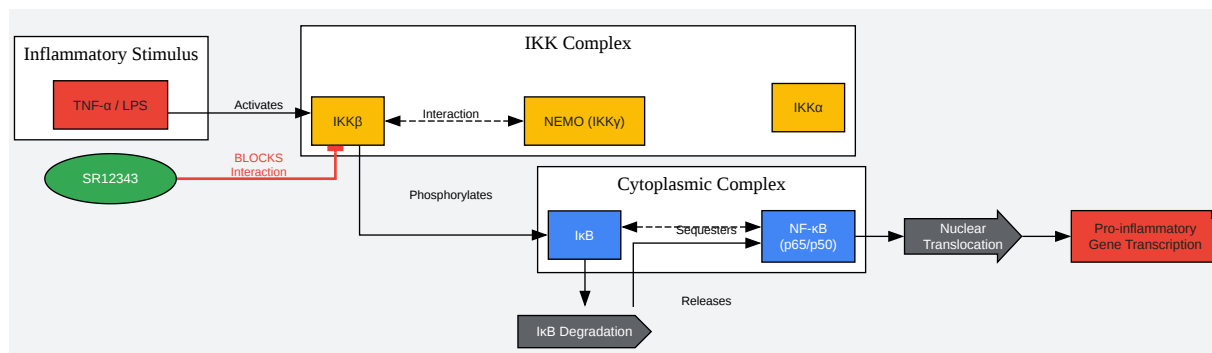 Inflammatory Stimulus
TNF-α / LPS
Activates
SR12343
BLOCKS
Interaction
IKK Complex
IKKβ
Interaction
NEMO (IKKγ)
IKKα
Phosphorylates
Cytoplasmic Complex
IκB
Sequesters
NF-κB
(p65/p50)
Releases
IκB Degradation
Nuclear
Translocation
Pro-inflammatory
Gene Transcription